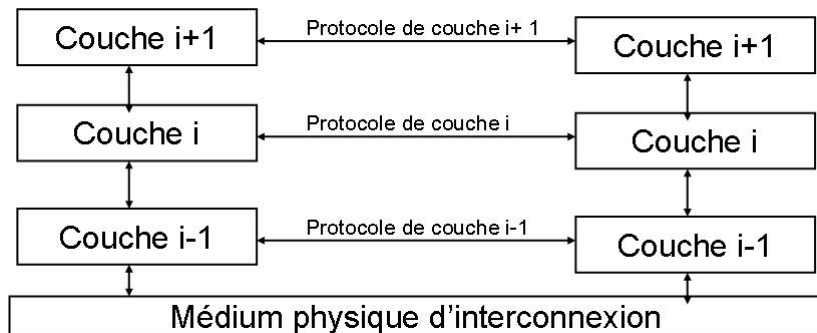 Couche i+1
Protocole de couche i+ 1
Couche i+1
Couche i
Protocole de couche i
Couche i
Couche i-1
Protocole de couche i-1
Couche i-1
Médium physique d'interconnexion